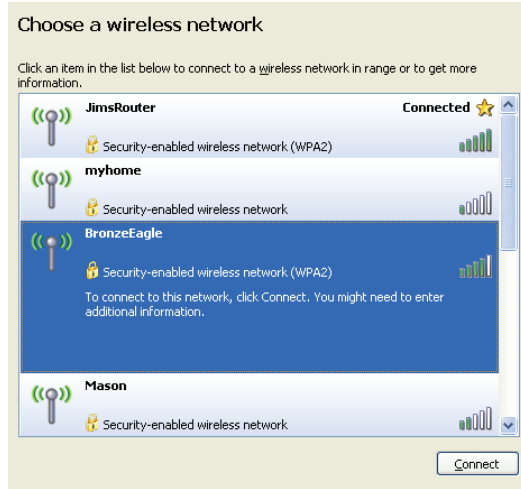 Choose a wireless network
Click an item in the list below to connect to a wireless network in range or to get more
information.
JimsRouter Connected
Security-enabled wireless network (WPA2)
myhome
Security-enabled wireless network
BronzeEagle
Security-enabled wireless network (WPA2)
To connect to this network, click Connect. You might need to enter
additional information.
Mason
Security-enabled wireless network
Connect